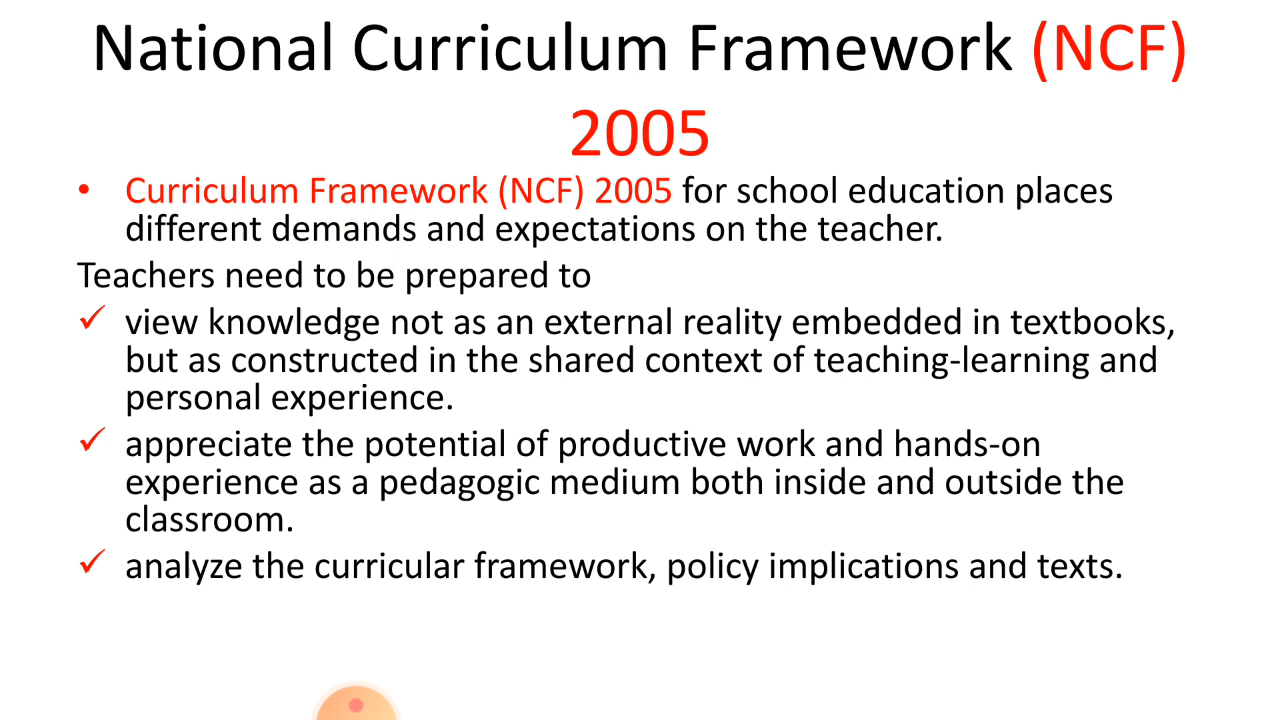 National Curriculum Framework (NCF)
2005
• Curriculum Framework (NCF) 2005 for school education places
different demands and expectations on the teacher.
Teachers need to be prepared to
✓ view knowledge not as an external reality embedded in textbooks,
but as constructed in the shared context of teaching-learning and
personal experience.
✓ appreciate the potential of productive work and hands-on
experience as a pedagogic medium both inside and outside the
classroom.
✓ analyze the curricular framework, policy implications and texts.